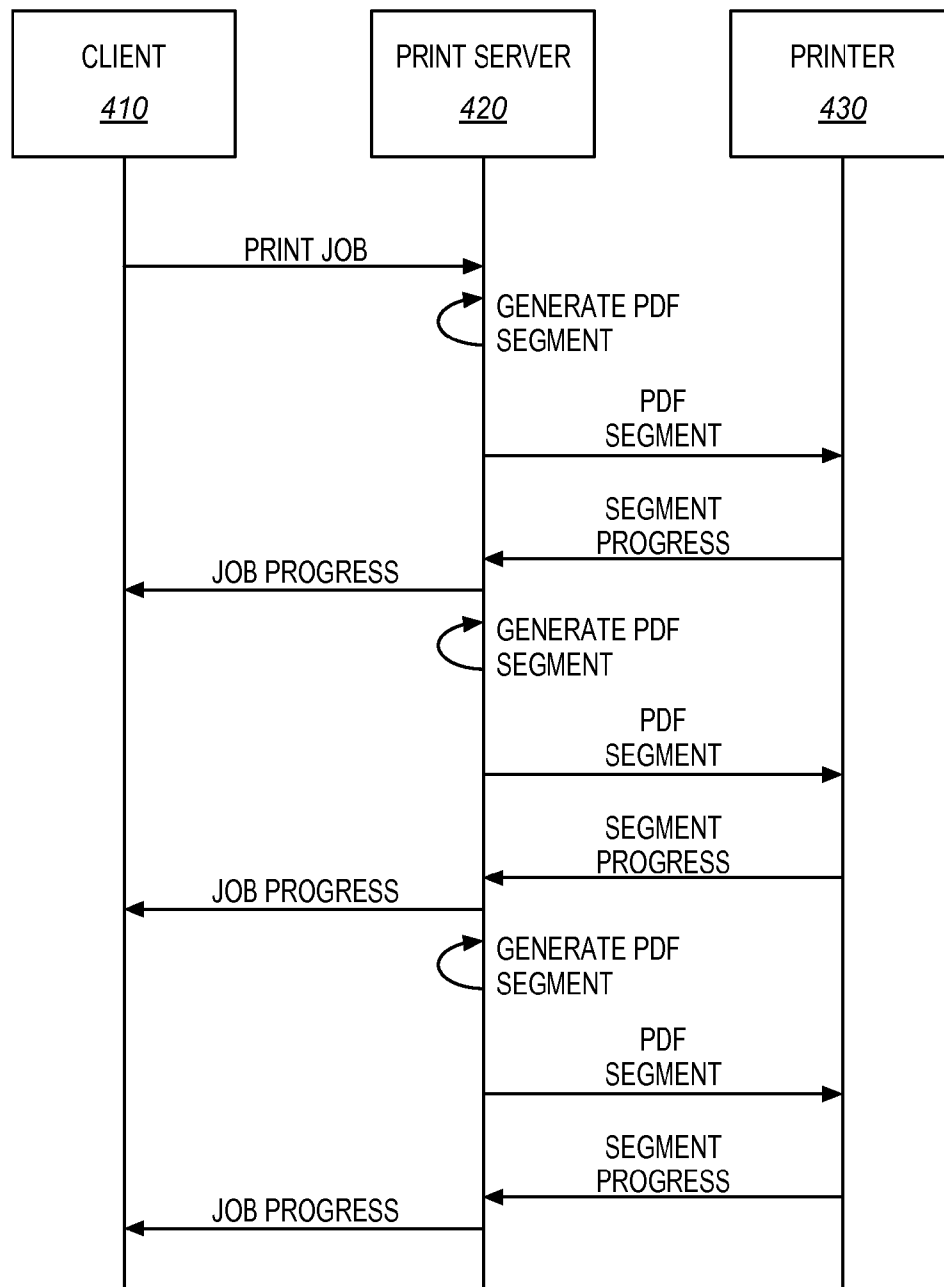 CLIENT
410
PRINT SERVER
420
PRINTER
430
PRINT JOB
GENERATE PDF
SEGMENT
PDF
SEGMENT
SEGMENT
PROGRESS
JOB PROGRESS
GENERATE PDF
SEGMENT
PDF
SEGMENT
SEGMENT
PROGRESS
JOB PROGRESS
GENERATE PDF
SEGMENT
PDF
SEGMENT
SEGMENT
PROGRESS
JOB PROGRESS